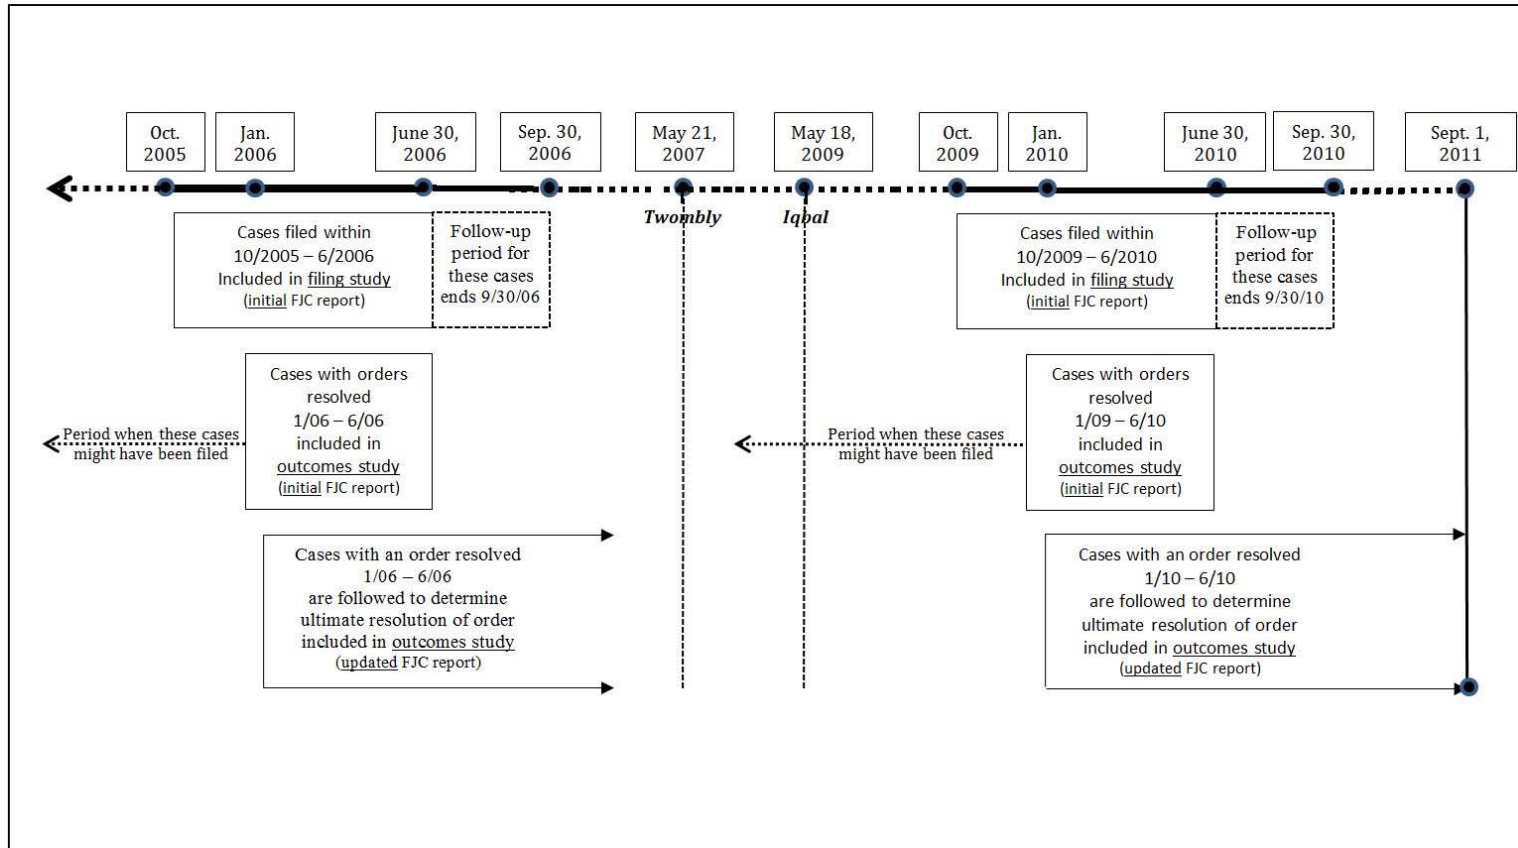 Oct.
2005
Jan.
2006
June 30,
2006
Sep. 30,
2006
May 21,
2007
May 18,
2009
Oct.
2009
Jan.
2010
June 30,
2010
Sep. 30,
2010
Sept. 1,
2011
Twombly
Iqbal
Cases filed within
10/2005 – 6/2006
Included in filing study
(initial FJC report)
Follow-up
period for
these cases
ends 9/30/06
Cases filed within
10/2009 – 6/2010
Included in filing study
(initial FJC report)
Follow-up
period for
these cases
ends 9/30/10
Period when these cases
might have been filed
Cases with orders
resolved
1/06 – 6/06
included in
outcomes study
(initial FJC report)
Period when these cases
might have been filed
Cases with orders
resolved
1/09 – 6/10
included in
outcomes study
(initial FJC report)
Cases with an order resolved
1/06 – 6/06
are followed to determine
ultimate resolution of order
included in outcomes study
(updated FJC report)
Cases with an order resolved
1/10 – 6/10
are followed to determine
ultimate resolution of order
included in outcomes study
(updated FJC report)